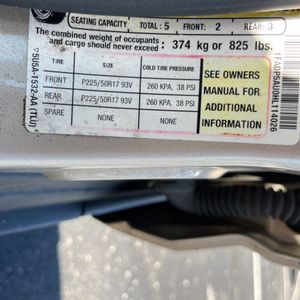 SEATING CAPACITY TOTAL : 5 FRONT: 2 REAR: 3
The combined weight of occupants
and cargo should never exceed : 374 kg or 825 lbs.
TIRE COLD TIRE PRESSURE
FRONT P225/50R17 93V 260 KPA, 38 PSI
REAR P225/50R17 93V 260 KPA, 38 PSI
SPARE NONE NONE
SEE OWNERS
MANUAL FOR
ADDITIONAL
INFORMATION